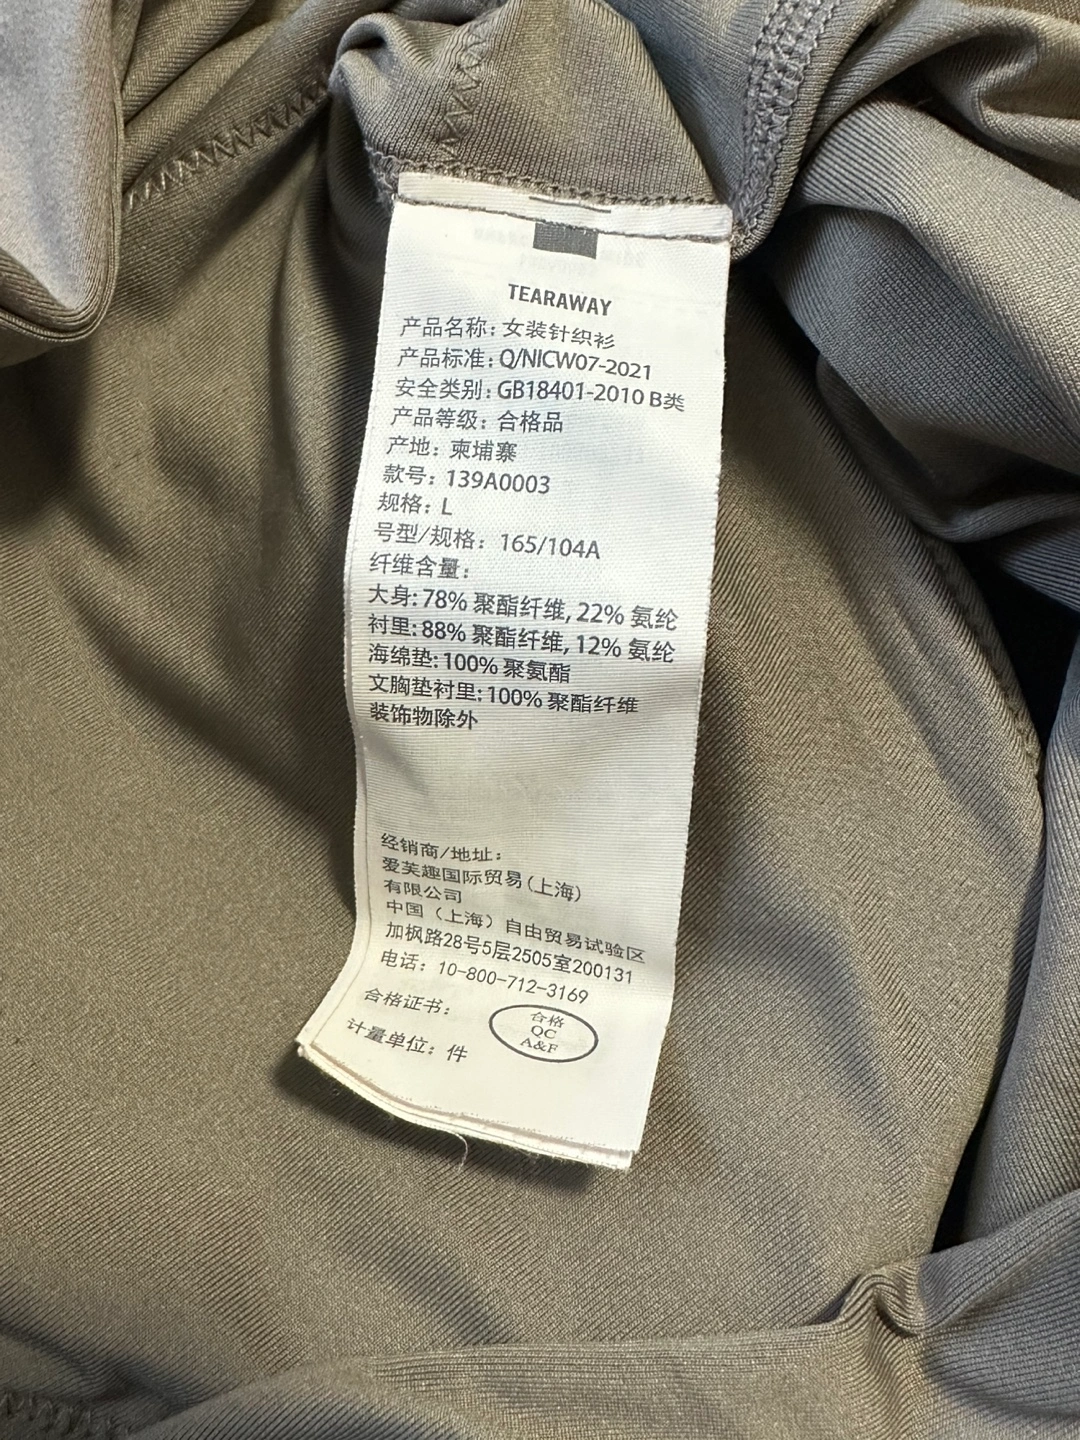 TEARAWAY
产品名称: 女装针织衫
产品标准: Q/NICW07-2021
安全类别: GB18401-2010 B类
产品等级: 合格品
产地: 柬埔寨
款号: 139A0003
规格: L
号型/规格: 165/104A
纤维含量:
大身: 78% 聚酯纤维, 22% 氨纶
衬里: 88% 聚酯纤维, 12% 氨纶
海绵垫: 100% 聚氨酯
文胸垫衬里: 100% 聚酯纤维
装饰物除外
经销商/地址:
爱芙趣国际贸易(上海)
有限公司
中国（上海）自由贸易试验区
加枫路28号5层2505室200131
电话: 10-800-712-3169
合格证书:
合格
QC
A&F
计量单位: 件